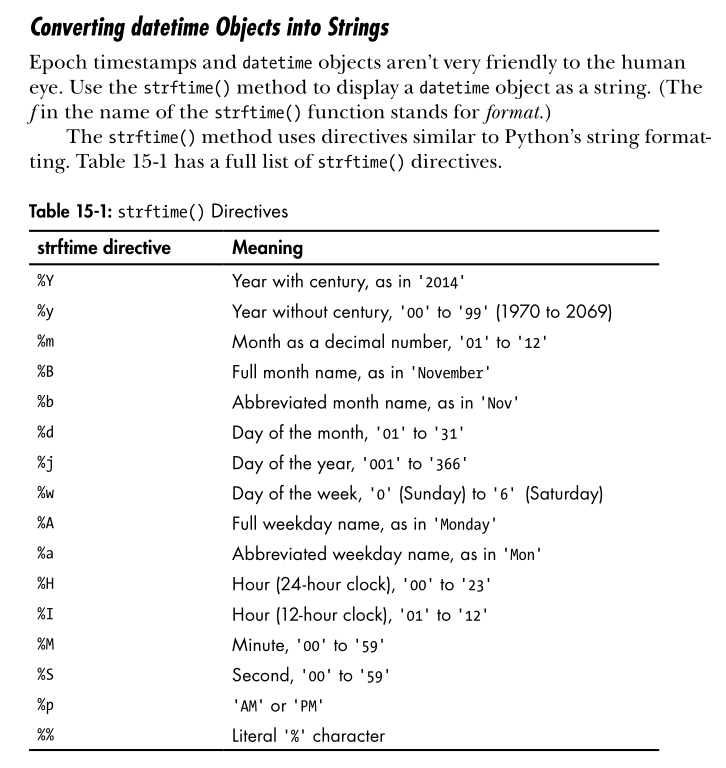 Converting datetime Objects into Strings
Epoch timestamps and datetime objects aren't very friendly to the human
eye. Use the strftime() method to display a datetime object as a string. (The
f in the name of the strftime() function stands for format.)
The strftime() method uses directives similar to Python's string format-
ting. Table 15-1 has a full list of strftime() directives.
Table 15-1: strftime() Directives
strftime directive Meaning
%Y Year with century, as in '2014'
%y Year without century, '00' to '99' (1970 to 2069)
%m Month as a decimal number, '01' to '12'
%B Full month name, as in 'November'
%b Abbreviated month name, as in 'Nov'
%d Day of the month, '01' to '31'
%j Day of the year, '001' to '366'
%w Day of the week, '0' (Sunday) to '6' (Saturday)
%A Full weekday name, as in 'Monday'
%a Abbreviated weekday name, as in 'Mon'
%H Hour (24-hour clock), '00' to '23'
%I Hour (12-hour clock), '01' to '12'
%M Minute, '00' to '59'
%S Second, '00' to '59'
%p 'AM' or 'PM'
%% Literal '%' character